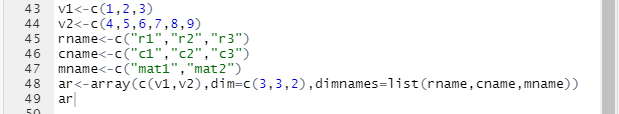 43 v1<-c(1,2,3)
44 v2<-c(4,5,6,7,8,9)
45 rname<-c("r1","r2","r3")
46 cname<-c("c1","c2","c3")
47 mname<-c("mat1","mat2")
48 ar<-array(c(v1,v2),dim=c(3,3,2),dimnames=list(rname,cname,mname))
49 ar
50